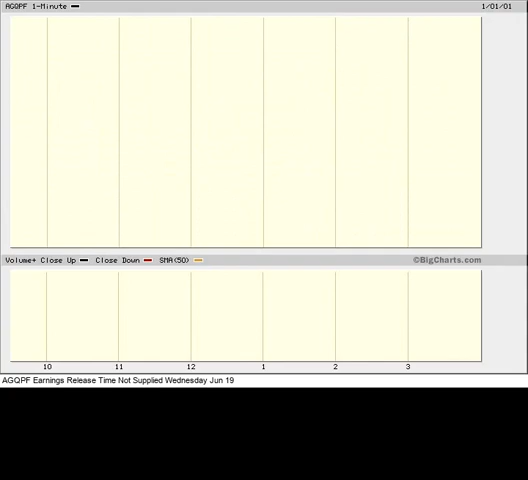 AGQPF 1-Minute 1/01/01
Volume+ Close Up Close Down SMA(50) ©BigCharts.com
10 11 12 1 2 3
AGQPF Earnings Release Time Not Supplied Wednesday Jun 19